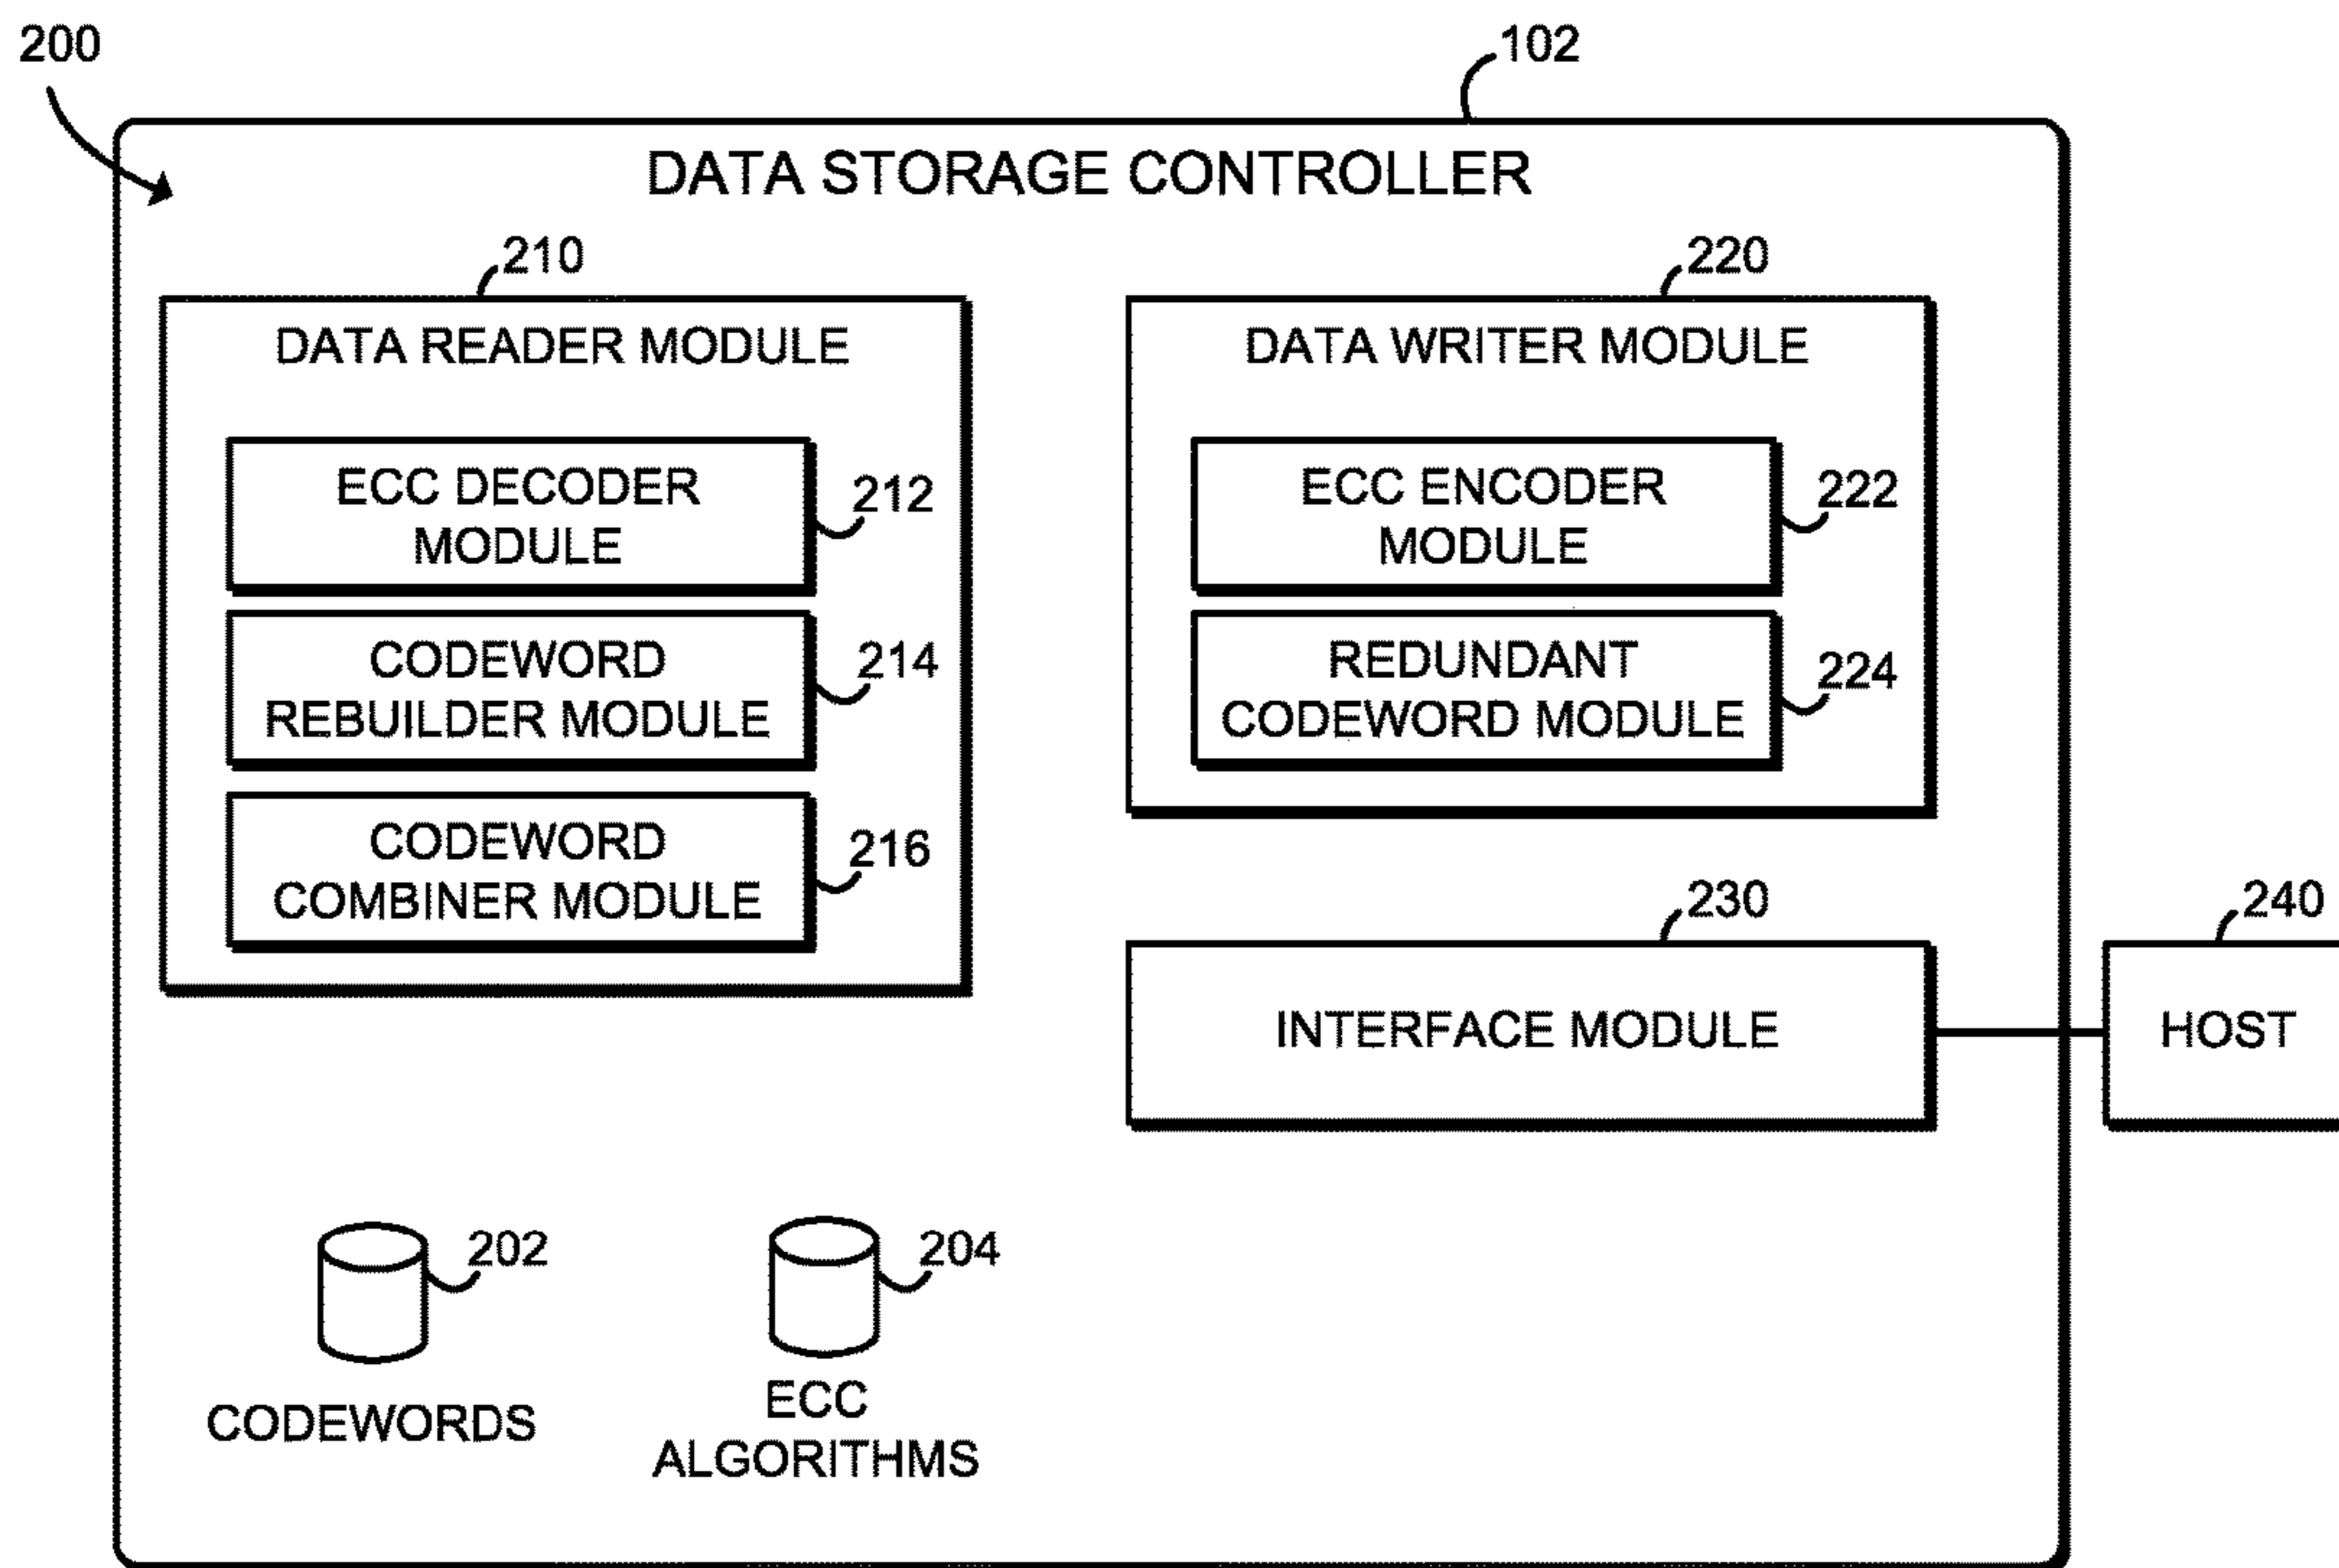 200
102
DATA STORAGE CONTROLLER
210
DATA READER MODULE
ECC DECODER
MODULE
212
CODEWORD
REBUILDER MODULE
214
CODEWORD
COMBINER MODULE
216
220
DATA WRITER MODULE
ECC ENCODER
MODULE
222
REDUNDANT
CODEWORD MODULE
224
230
INTERFACE MODULE
240
HOST
202
CODEWORDS
204
ECC
ALGORITHMS